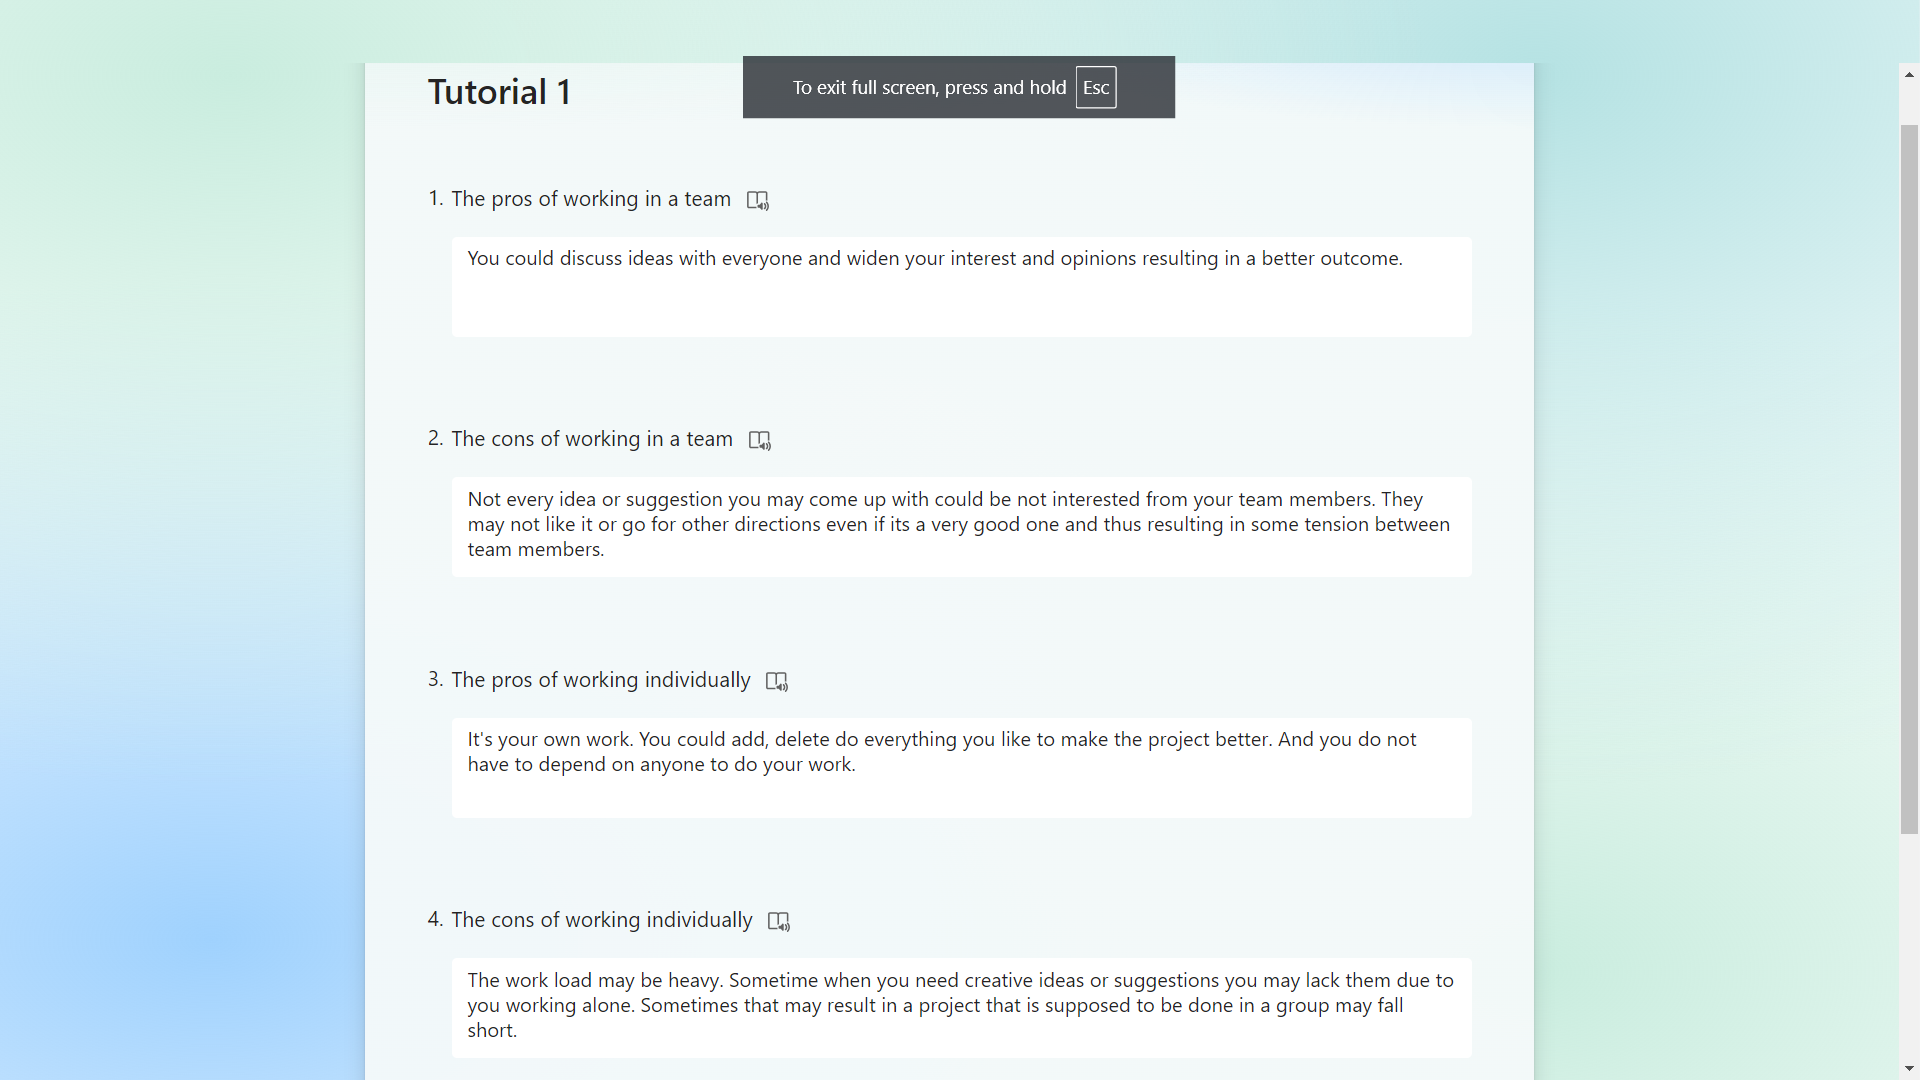 Tutorial 1
To exit full screen, press and hold Esc
1. The pros of working in a team
You could discuss ideas with everyone and widen your interest and opinions resulting in a better outcome.
2. The cons of working in a team
Not every idea or suggestion you may come up with could be not interested from your team members. They
may not like it or go for other directions even if its a very good one and thus resulting in some tension between
team members.
3. The pros of working individually
It's your own work. You could add, delete do everything you like to make the project better. And you do not
have to depend on anyone to do your work.
4. The cons of working individually
The work load may be heavy. Sometime when you need creative ideas or suggestions you may lack them due to
you working alone. Sometimes that may result in a project that is supposed to be done in a group may fall
short.